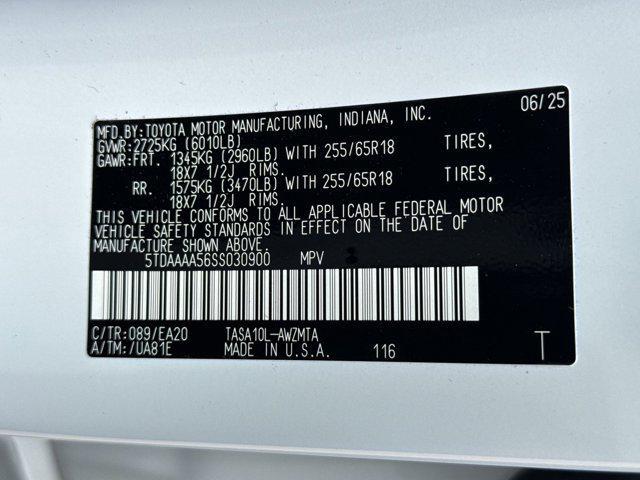 06/25
MFD.BY:TOYOTA MOTOR MANUFACTURING, INDIANA, INC.
GVWR:2725KG (6010LB)
GAWR:FRT. 1345KG (2960LB) WITH 255/65R18 TIRES,
18X7 1/2J RIMS.
RR. 1575KG (3470LB) WITH 255/65R18 TIRES,
18X7 1/2J RIMS.
THIS VEHICLE CONFORMS TO ALL APPLICABLE FEDERAL MOTOR
VEHICLE SAFETY STANDARDS IN EFFECT ON THE DATE OF
MANUFACTURE SHOWN ABOVE.
5TDAAAA56SS030900 MPV
C/TR:089/EA20 TASA10L-AWZMTA
A/TM:/UA81E MADE IN U.S.A. 116 T